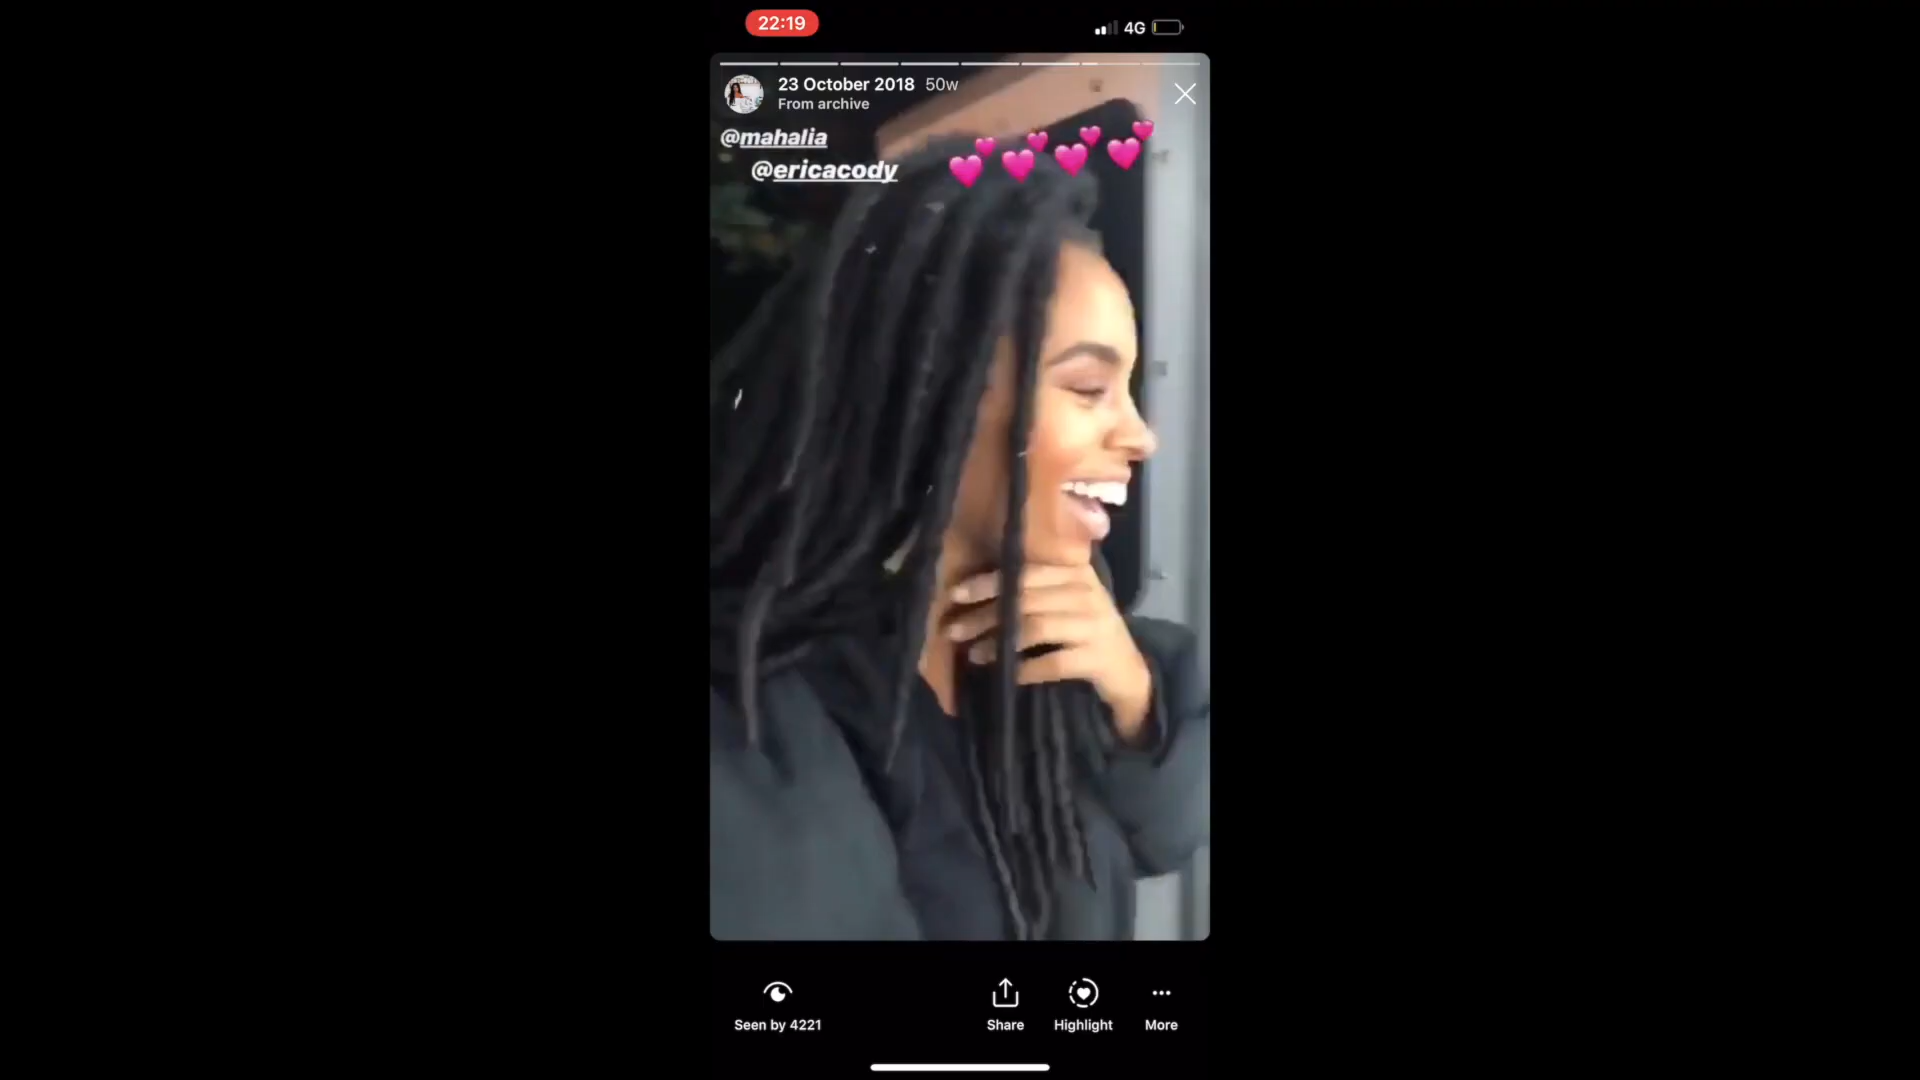 22:19
4G
23 October 2018 50w
From archive
@mahalia
@ericacody
Seen by 4221
Share
Highlight
More